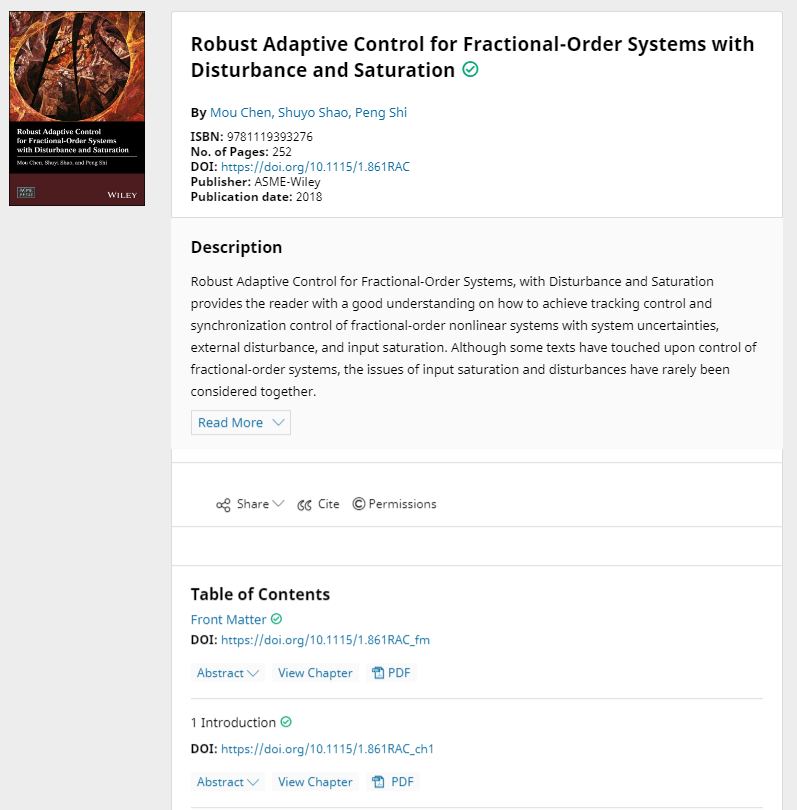 Robust Adaptive Control
for Fractional-Order Systems
with Disturbance and Saturation
Mou Chen, Shuyi Shao, and Peng Shi
WILEY
Robust Adaptive Control for Fractional-Order Systems with
Disturbance and Saturation
By Mou Chen, Shuyo Shao, Peng Shi
ISBN: 9781119393276
No. of Pages: 252
DOI: https://doi.org/10.1115/1.861RAC
Publisher: ASME-Wiley
Publication date: 2018
Description
Robust Adaptive Control for Fractional-Order Systems, with Disturbance and Saturation
provides the reader with a good understanding on how to achieve tracking control and
synchronization control of fractional-order nonlinear systems with system uncertainties,
external disturbance, and input saturation. Although some texts have touched upon control of
fractional-order systems, the issues of input saturation and disturbances have rarely been
considered together.
Read More
Share Cite Permissions
Table of Contents
Front Matter
DOI: https://doi.org/10.1115/1.861RAC_fm
Abstract View Chapter PDF
1 Introduction
DOI: https://doi.org/10.1115/1.861RAC_ch1
Abstract View Chapter PDF